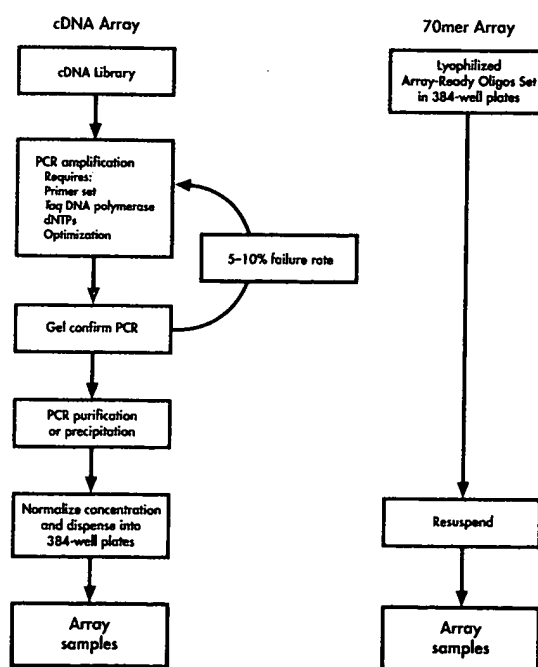 cDNA Array
cDNA Library
PCR amplification
Requires:
Primer set
Taq DNA polymerase
dNTPs
Optimization
5–10% failure rate
Gel confirm PCR
PCR purification
or precipitation
Normalize concentration
and dispense into
384-well plates
Array
samples
70mer Array
Lyophilized
Array-Ready Oligos Set
in 384-well plates
Resuspend
Array
samples